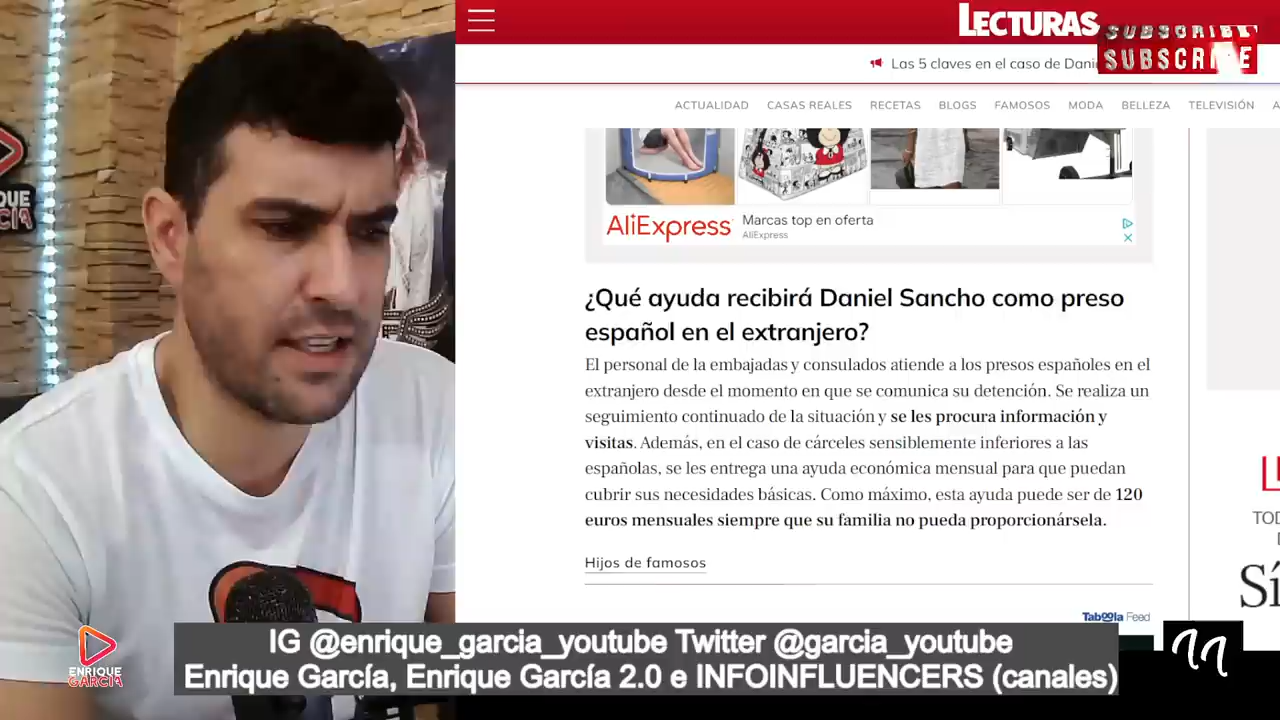 LECTURAS
SUBSCRIBE
SUBSCRIBE
Las 5 claves en el caso de Dani
ACTUALIDAD CASAS REALES RECETAS BLOGS FAMOSOS MODA BELLEZA TELEVISIÓN A
AliExpress Marcas top en oferta
AliExpress
¿Qué ayuda recibirá Daniel Sancho como preso
español en el extranjero?
El personal de la embajadas y consulados atiende a los presos españoles en el
extranjero desde el momento en que se comunica su detención. Se realiza un
seguimiento continuado de la situación y se les procura información y
visitas. Además, en el caso de cárceles sensiblemente inferiores a las
españolas, se les entrega una ayuda económica mensual para que puedan
cubrir sus necesidades básicas. Como máximo, esta ayuda puede ser de 120
euros mensuales siempre que su familia no pueda proporcionársela.
Hijos de famosos
Taboola Feed
TOD
Sí
IG @enrique_garcia_youtube Twitter @garcia_youtube
Enrique García, Enrique García 2.0 e INFOINFLUENCERS (canales)
ENRIQUE
GARCIA